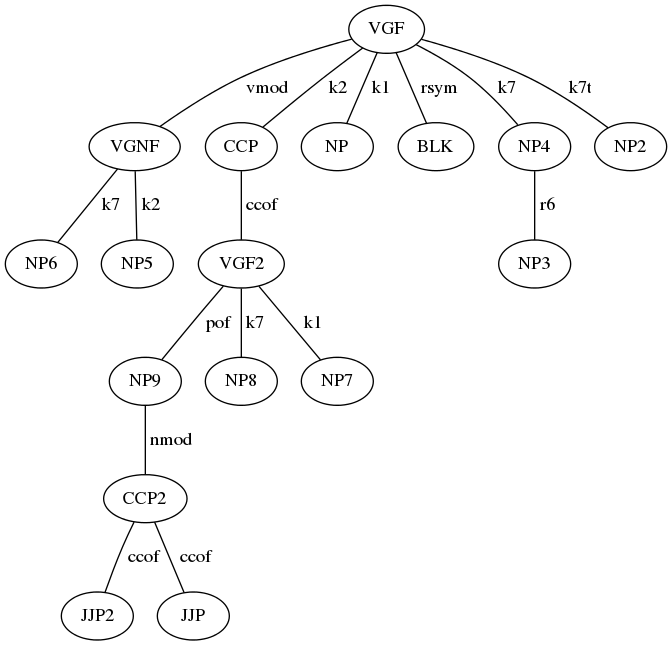 VGF
vmod k2 k1 rsym k7 k7t
VGNF CCP NP BLK NP4 NP2
k7 k2 ccof r6
NP6 NP5 VGF2 NP3
pof k7 k1
NP9 NP8 NP7
nmod
CCP2
ccof ccof
JJP2 JJP